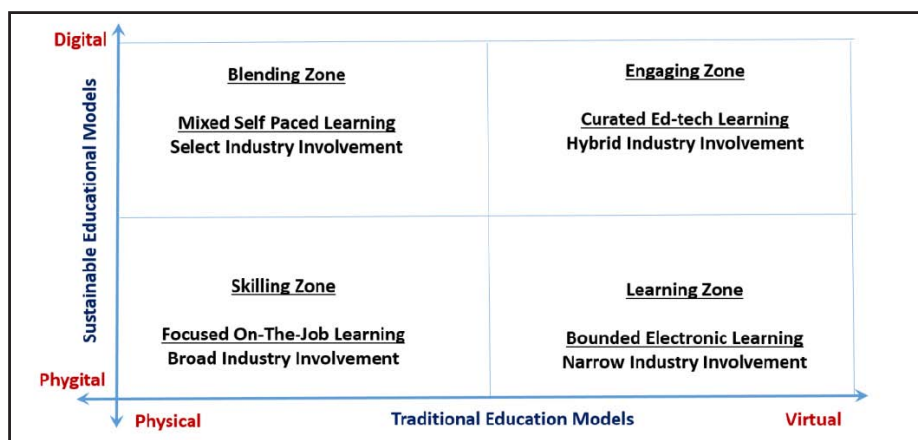 Digital
Sustainable Educational Models
Blending Zone
Mixed Self Paced Learning
Select Industry Involvement
Engaging Zone
Curated Ed-tech Learning
Hybrid Industry Involvement
Skilling Zone
Focused On-The-Job Learning
Broad Industry Involvement
Learning Zone
Bounded Electronic Learning
Narrow Industry Involvement
Phygital
Physical
Traditional Education Models
Virtual